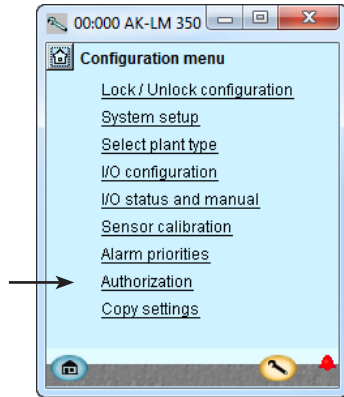 00:000 AK-LM 350
Configuration menu
Lock / Unlock configuration
System setup
Select plant type
I/O configuration
I/O status and manual
Sensor calibration
Alarm priorities
Authorization
Copy settings